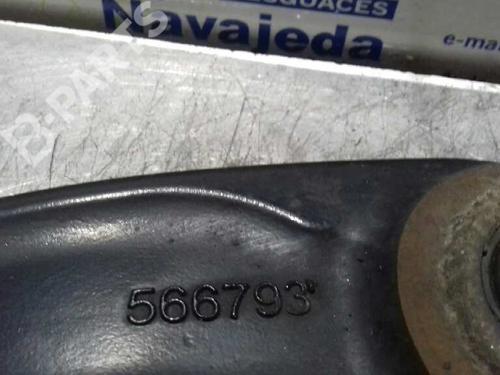 DESGUACES
Navajeda
e-ma
B-PARTS
566793